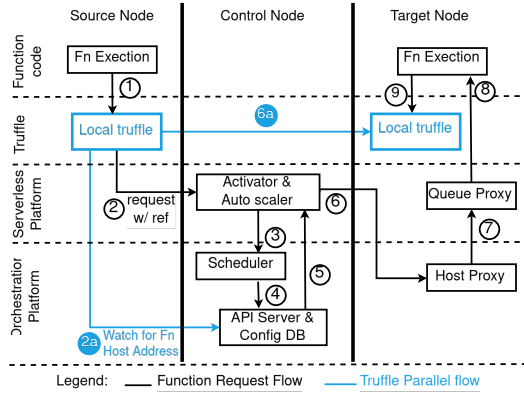 Source Node
Control Node
Target Node
Function
code
Fn Exection
Fn Exection
1
9
8
Truffle
Local truffle
6a
Local truffle
Serverless
Platform
2
request
w/ ref
Activator &
Auto scaler
6
Queue Proxy
3
7
Orchestration
Platform
Scheduler
5
Host Proxy
4
API Server &
Config DB
2a
Watch for Fn
Host Address
Legend:
Function Request Flow
Truffle Parallel flow